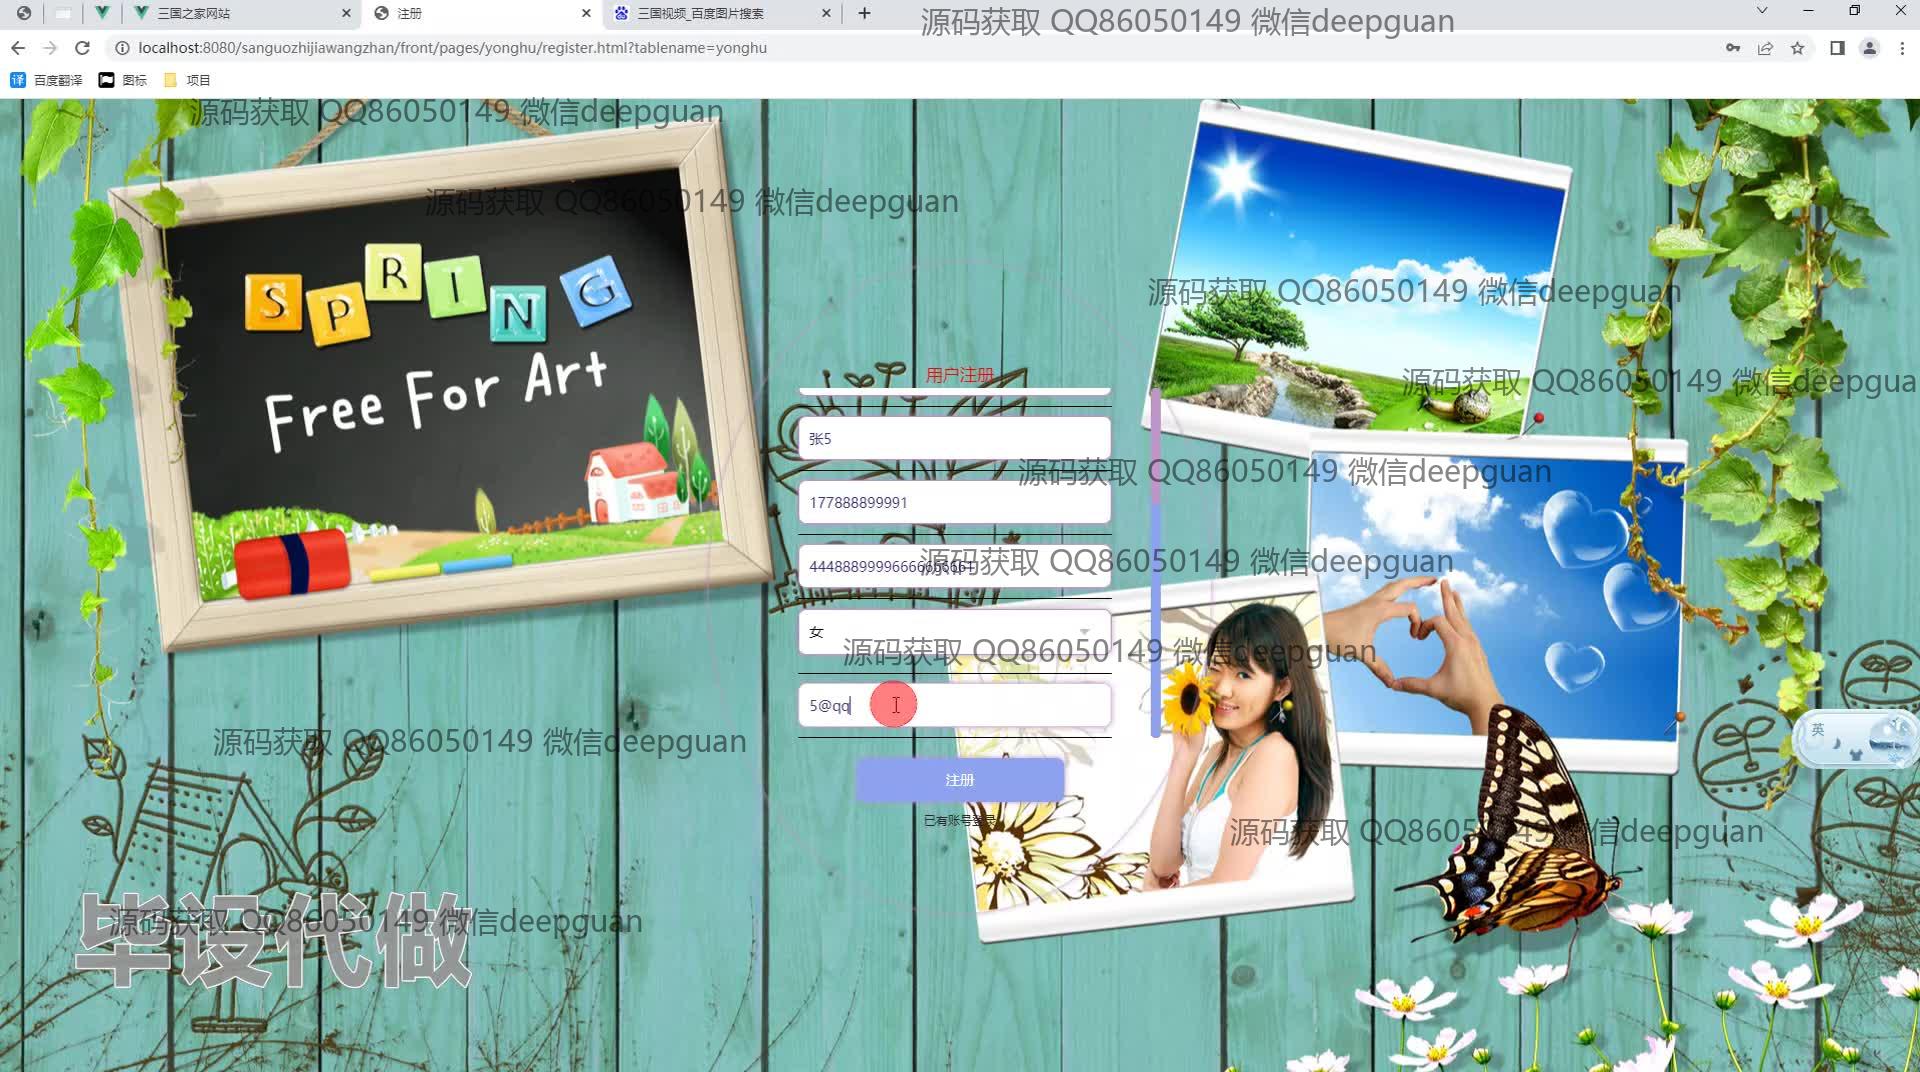 三国之家网站
注册
三国视频_百度图片搜索
源码获取 QQ86050149 微信deepguan
localhost:8080/sanguozhijiawangzhan/front/pages/yonghu/register.html?tablename=yonghu
译 百度翻译
图标
项目
源码获取 QQ86050149 微信deepguan
源码获取 QQ86050149 微信deepguan
SPRING
Free For Art
源码获取 QQ86050149 微信deepguan
用户注册
源码获取 QQ86050149 微信deepgua
张5
源码获取 QQ86050149 微信deepguan
177888899991
源码获取 QQ86050149 微信deepguan
女
源码获取 QQ86050149 微信deepguan
5@qq
英
源码获取 QQ86050149 微信deepguan
注册
已有账号登录
源码获取 QQ86050149 微信deepguan
源码获取 QQ86050149 微信deepguan
毕设代做